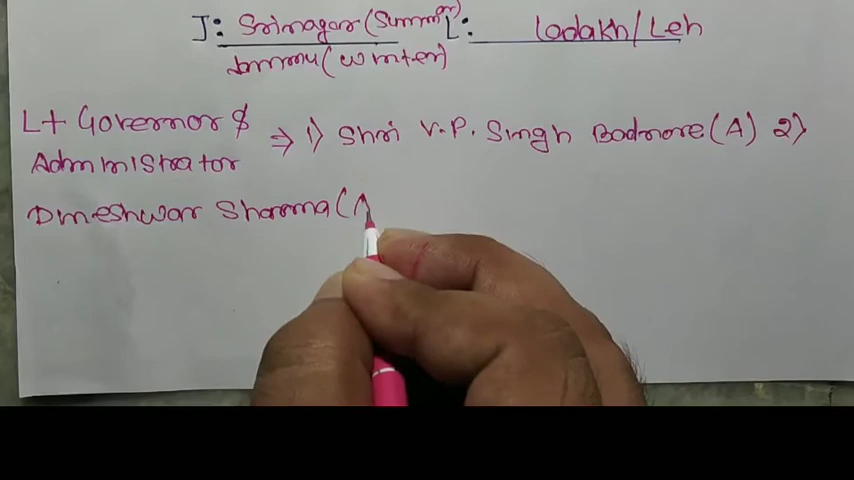 J: Srinagar (Summer) L: Ladakh/Leh
Jammu (winter)
Lt Governor $ ⇒ 1) Shri V.P. Singh Badnore (A) 2)
Administrator
Dineshwar Sharma (A